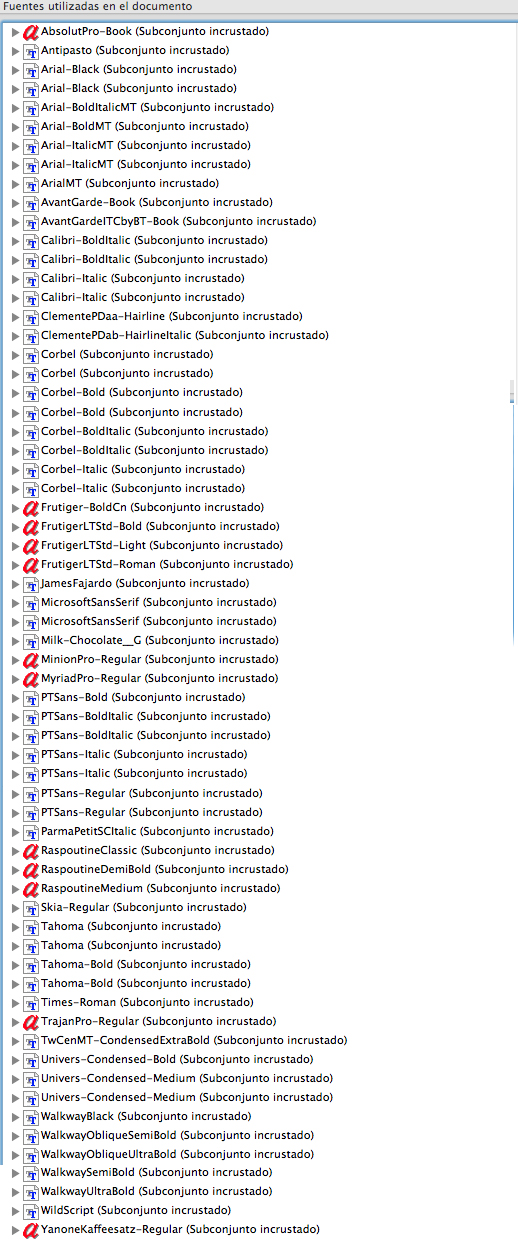 Fuentes utilizadas en el documento
AbsolutPro-Book (Subconjunto incrustado)
Antipasto (Subconjunto incrustado)
Arial-Black (Subconjunto incrustado)
Arial-Black (Subconjunto incrustado)
Arial-BoldItalicMT (Subconjunto incrustado)
Arial-BoldMT (Subconjunto incrustado)
Arial-ItalicMT (Subconjunto incrustado)
Arial-ItalicMT (Subconjunto incrustado)
ArialMT (Subconjunto incrustado)
AvantGarde-Book (Subconjunto incrustado)
AvantGardeITCbyBT-Book (Subconjunto incrustado)
Calibri-BoldItalic (Subconjunto incrustado)
Calibri-BoldItalic (Subconjunto incrustado)
Calibri-Italic (Subconjunto incrustado)
Calibri-Italic (Subconjunto incrustado)
ClementePDaa-Hairline (Subconjunto incrustado)
ClementePDab-HairlineItalic (Subconjunto incrustado)
Corbel (Subconjunto incrustado)
Corbel (Subconjunto incrustado)
Corbel-Bold (Subconjunto incrustado)
Corbel-Bold (Subconjunto incrustado)
Corbel-BoldItalic (Subconjunto incrustado)
Corbel-BoldItalic (Subconjunto incrustado)
Corbel-Italic (Subconjunto incrustado)
Corbel-Italic (Subconjunto incrustado)
Frutiger-BoldCn (Subconjunto incrustado)
FrutigerLTStd-Bold (Subconjunto incrustado)
FrutigerLTStd-Light (Subconjunto incrustado)
FrutigerLTStd-Roman (Subconjunto incrustado)
JamesFajardo (Subconjunto incrustado)
MicrosoftSansSerif (Subconjunto incrustado)
MicrosoftSansSerif (Subconjunto incrustado)
Milk-Chocolate__G (Subconjunto incrustado)
MinionPro-Regular (Subconjunto incrustado)
MyriadPro-Regular (Subconjunto incrustado)
PTSans-Bold (Subconjunto incrustado)
PTSans-BoldItalic (Subconjunto incrustado)
PTSans-BoldItalic (Subconjunto incrustado)
PTSans-Italic (Subconjunto incrustado)
PTSans-Italic (Subconjunto incrustado)
PTSans-Regular (Subconjunto incrustado)
PTSans-Regular (Subconjunto incrustado)
ParmaPetitSCItalic (Subconjunto incrustado)
RaspoutineClassic (Subconjunto incrustado)
RaspoutineDemiBold (Subconjunto incrustado)
RaspoutineMedium (Subconjunto incrustado)
Skia-Regular (Subconjunto incrustado)
Tahoma (Subconjunto incrustado)
Tahoma (Subconjunto incrustado)
Tahoma-Bold (Subconjunto incrustado)
Tahoma-Bold (Subconjunto incrustado)
Times-Roman (Subconjunto incrustado)
TrajanPro-Regular (Subconjunto incrustado)
TwCenMT-CondensedExtraBold (Subconjunto incrustado)
Univers-Condensed-Bold (Subconjunto incrustado)
Univers-Condensed-Medium (Subconjunto incrustado)
Univers-Condensed-Medium (Subconjunto incrustado)
WalkwayBlack (Subconjunto incrustado)
WalkwayObliqueSemiBold (Subconjunto incrustado)
WalkwayObliqueUltraBold (Subconjunto incrustado)
WalkwaySemiBold (Subconjunto incrustado)
WalkwayUltraBold (Subconjunto incrustado)
WildScript (Subconjunto incrustado)
YanoneKaffeesatz-Regular (Subconjunto incrustado)